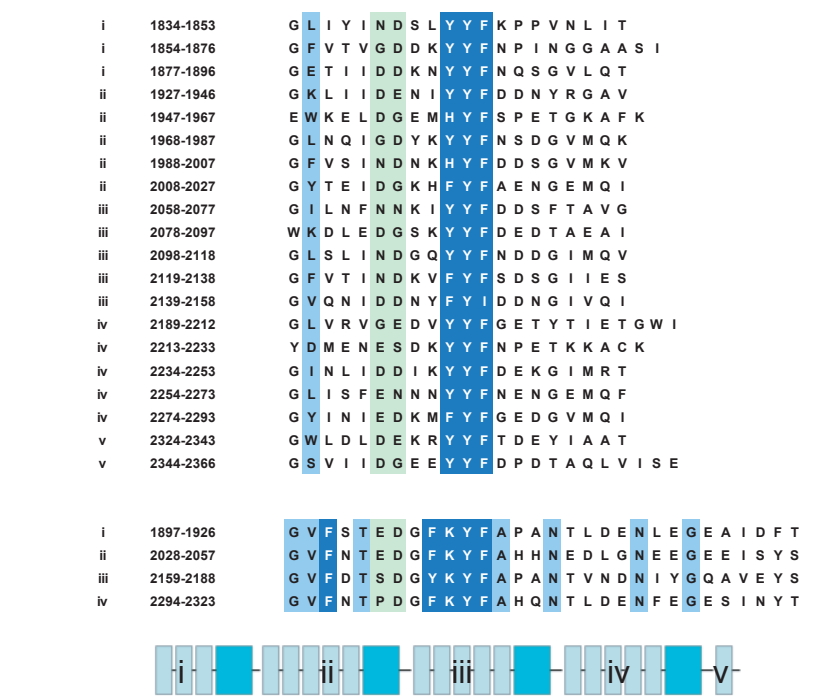 i 1834-1853 G L I Y I N D S L Y Y F K P P V N L I T
i 1854-1876 G F V T V G D D K Y Y F N P I N G G A A S I
i 1877-1896 G E T I I D D K N Y Y F N Q S G V L Q T
ii 1927-1946 G K L I I D E N I Y Y F D D N Y R G A V
ii 1947-1967 E W K E L D G E M H Y F S P E T G K A F K
ii 1968-1987 G L N Q I G D Y K Y Y F N S D G V M Q K
ii 1988-2007 G F V S I N D N K H Y F D D S G V M K V
ii 2008-2027 G Y T E I D G K H F Y F A E N G E M Q I
iii 2058-2077 G I L N F N N K I Y Y F D D S F T A V G
iii 2078-2097 W K D L E D G S K Y Y F D E D T A E A I
iii 2098-2118 G L S L I N D G Q Y Y F N D D G I M Q V
iii 2119-2138 G F V T I N D K V F Y F S D S G I I E S
iii 2139-2158 G V Q N I D D N Y F Y I D D N G I V Q I
iv 2189-2212 G L V R V G E D V Y Y F G E T Y T I E T G W I
iv 2213-2233 Y D M E N E S D K Y Y F N P E T K K A C K
iv 2234-2253 G I N L I D D I K Y Y F D E K G I M R T
iv 2254-2273 G L I S F E N N N Y Y F N E N G E M Q F
iv 2274-2293 G Y I N I E D K M F Y F G E D G V M Q I
v 2324-2343 G W L D L D E K R Y Y F T D E Y I A A T
v 2344-2366 G S V I I D G E E Y Y F D P D T A Q L V I S E
i 1897-1926 G V F S T E D G F K Y F A P A N T L D E N L E G E A I D F T
ii 2028-2057 G V F N T E D G F K Y F A H H N E D L G N E E G E E I S Y S
iii 2159-2188 G V F D T S D G Y K Y F A P A N T V N D N I Y G Q A V E Y S
iv 2294-2323 G V F N T P D G F K Y F A H Q N T L D E N F E G E S I N Y T
i ii iii iv v